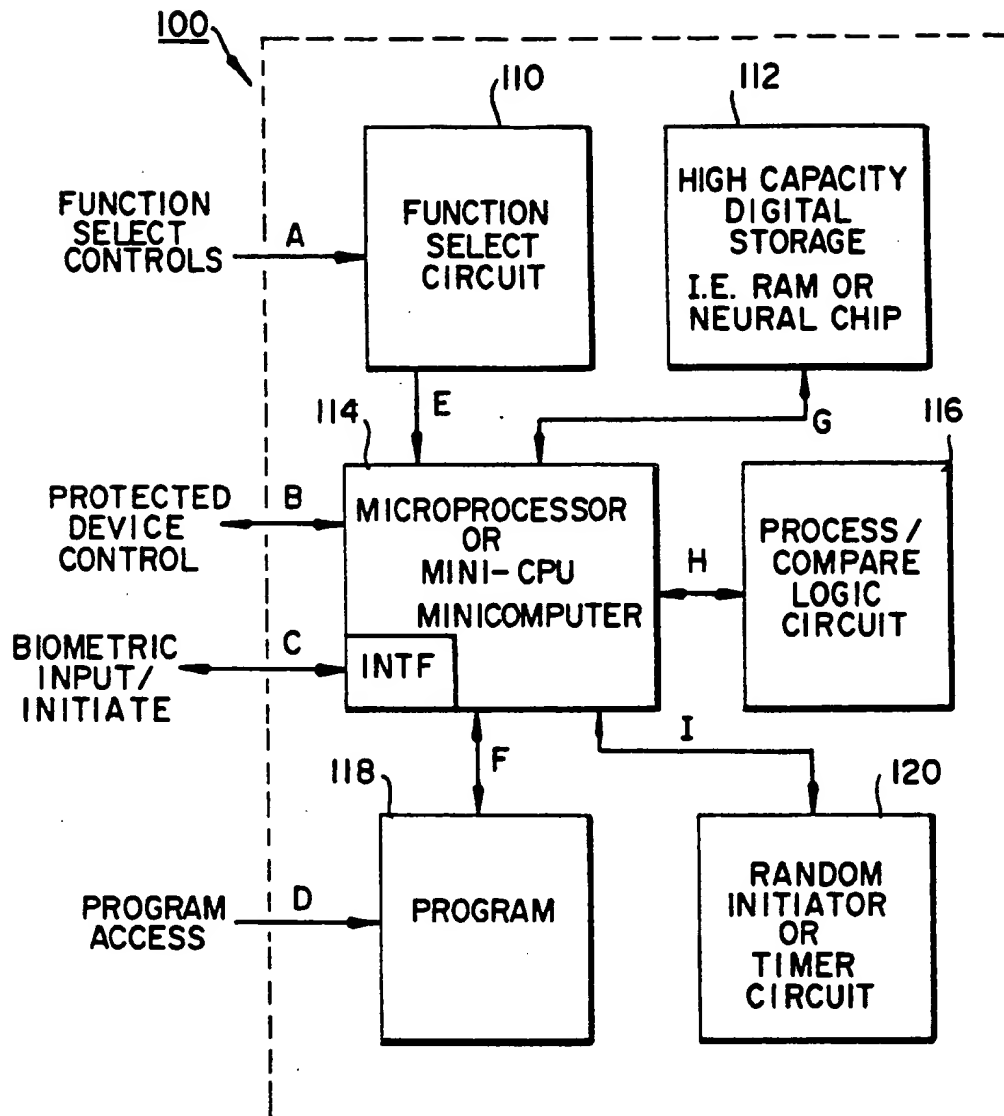 100
110
112
FUNCTION
SELECT
CONTROLS
A
FUNCTION
SELECT
CIRCUIT
HIGH CAPACITY
DIGITAL
STORAGE
I.E. RAM OR
NEURAL CHIP
E
G
114
116
PROTECTED
DEVICE
CONTROL
B
MICROPROCESSOR
OR
MINI-CPU
MINICOMPUTER
H
PROCESS/
COMPARE
LOGIC
CIRCUIT
BIOMETRIC
INPUT/
INITIATE
C
INTF
F
I
118
120
PROGRAM
ACCESS
D
PROGRAM
RANDOM
INITIATOR
OR
TIMER
CIRCUIT